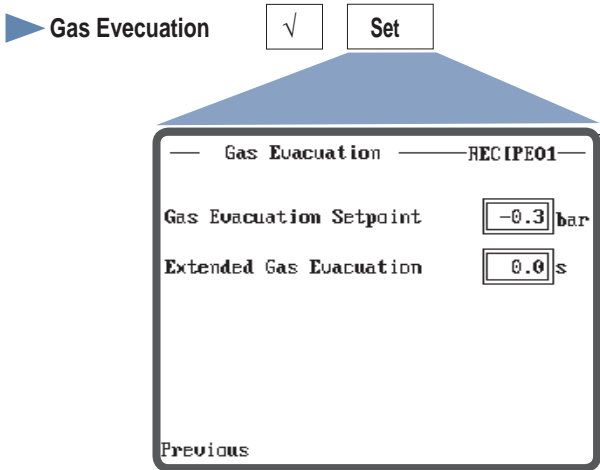 Gas Evecuation √ Set
Gas Evacuation RECIPE01
Gas Evacuation Setpoint -0.3 bar
Extended Gas Evacuation 0.0 s
Previous